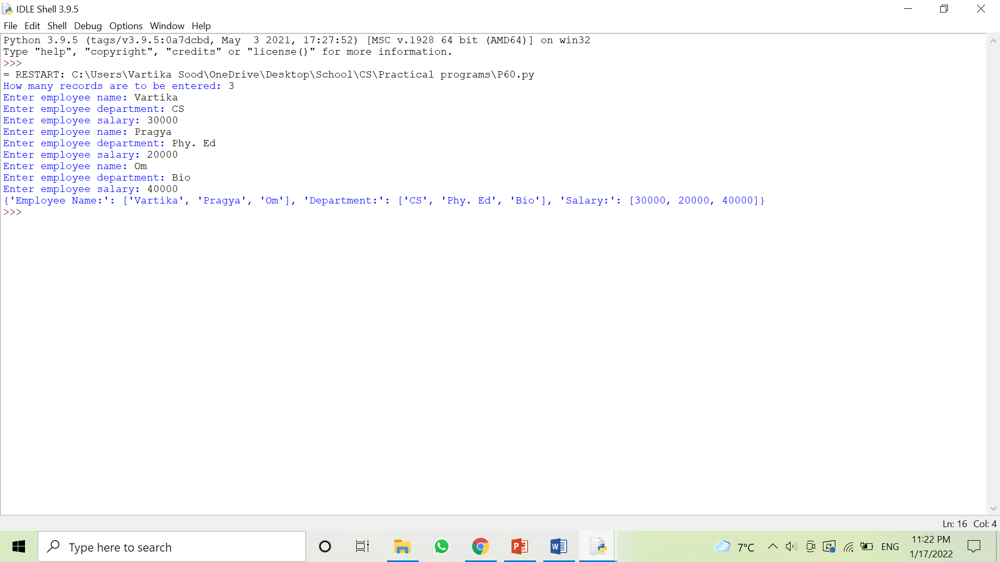 IDLE Shell 3.9.5
File Edit Shell Debug Options Window Help
Python 3.9.5 (tags/v3.9.5:0a7dcbd, May  3 2021, 17:27:52) [MSC v.1928 64 bit (AMD64)] on win32
Type "help", "copyright", "credits" or "license()" for more information.
>>>
= RESTART: C:\Users\Vartika Sood\OneDrive\Desktop\School\CS\Practical programs\P60.py
How many records are to be entered: 3
Enter employee name: Vartika
Enter employee department: CS
Enter employee salary: 30000
Enter employee name: Pragya
Enter employee department: Phy. Ed
Enter employee salary: 20000
Enter employee name: Om
Enter employee department: Bio
Enter employee salary: 40000
{'Employee Name:': ['Vartika', 'Pragya', 'Om'], 'Department:': ['CS', 'Phy. Ed', 'Bio'], 'Salary:': [30000, 20000, 40000]}
>>>
Ln: 16 Col: 4
Type here to search
7°C
ENG
11:22 PM
1/17/2022